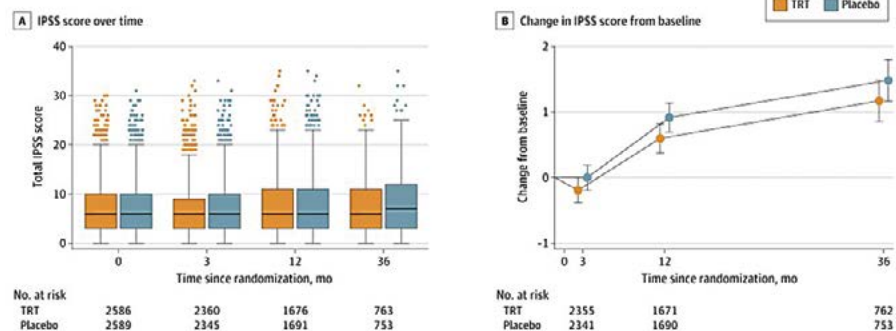 TRT Placebo
A IPSS score over time
40
30
20
10
0
Total IPSS score
0 3 12 36
Time since randomization, mo
No. at risk
TRT 2586 2360 1676 763
Placebo 2589 2345 1691 753
B Change in IPSS score from baseline
2
1
0
-1
Change from baseline
0 3 12 36
Time since randomization, mo
No. at risk
TRT 2355 1671 762
Placebo 2341 1690 753